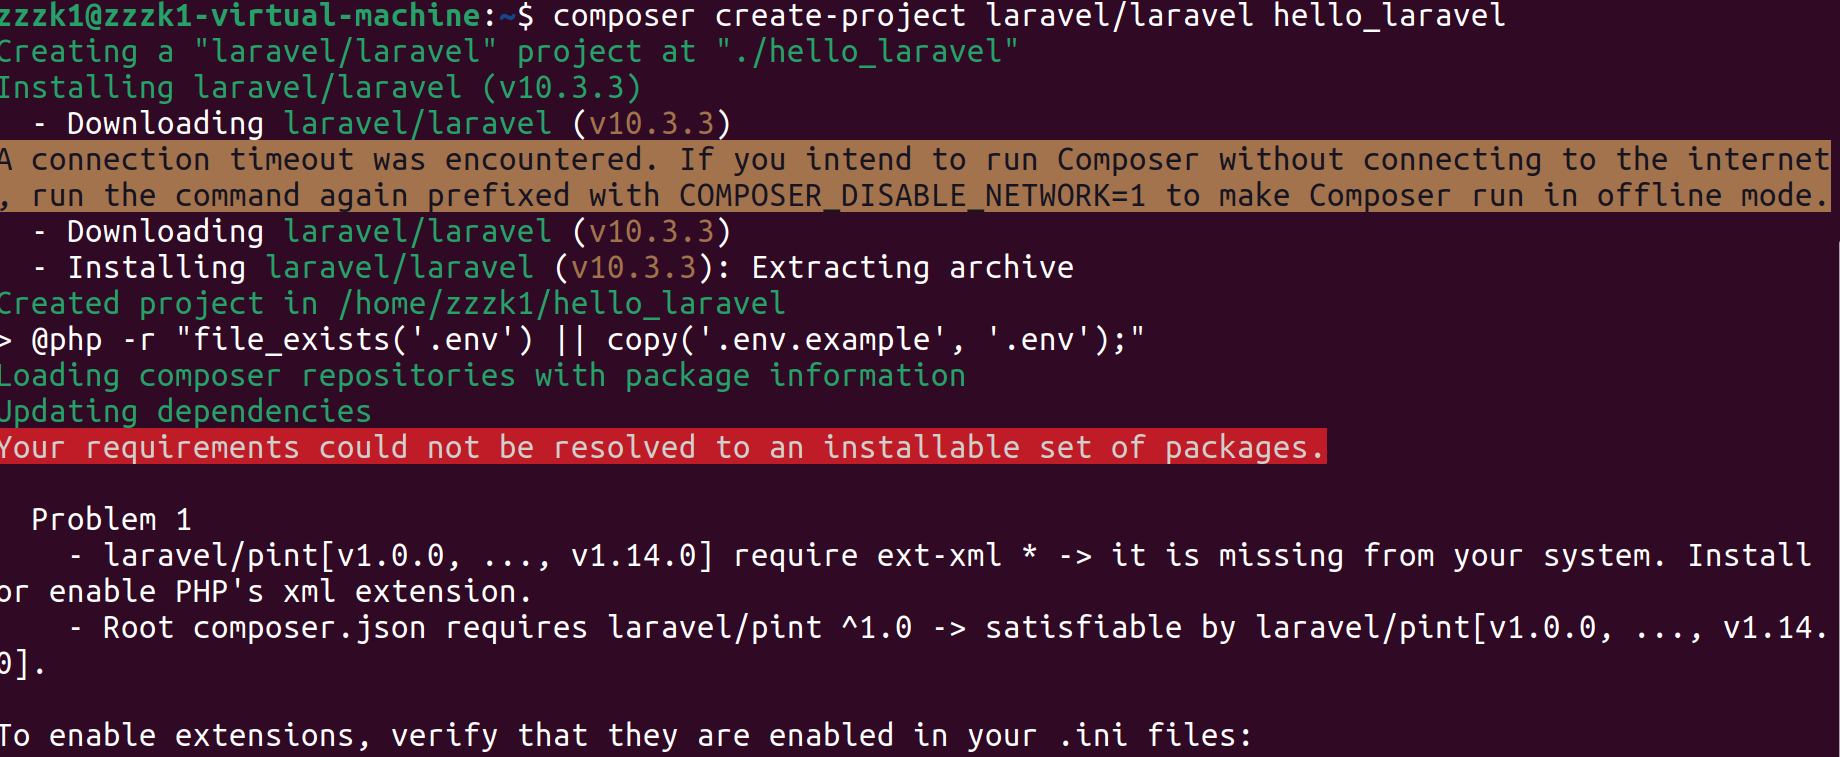 zzzk1@zzzk1-virtual-machine:~$ composer create-project laravel/laravel hello_laravel
Creating a "laravel/laravel" project at "./hello_laravel"
Installing laravel/laravel (v10.3.3)
  - Downloading laravel/laravel (v10.3.3)
A connection timeout was encountered. If you intend to run Composer without connecting to the internet
, run the command again prefixed with COMPOSER_DISABLE_NETWORK=1 to make Composer run in offline mode.
  - Downloading laravel/laravel (v10.3.3)
  - Installing laravel/laravel (v10.3.3): Extracting archive
Created project in /home/zzzk1/hello_laravel
> @php -r "file_exists('.env') || copy('.env.example', '.env');"
Loading composer repositories with package information
Updating dependencies
Your requirements could not be resolved to an installable set of packages.

  Problem 1
    - laravel/pint[v1.0.0, ..., v1.14.0] require ext-xml * -> it is missing from your system. Install
or enable PHP's xml extension.
    - Root composer.json requires laravel/pint ^1.0 -> satisfiable by laravel/pint[v1.0.0, ..., v1.14.
0].

To enable extensions, verify that they are enabled in your .ini files: